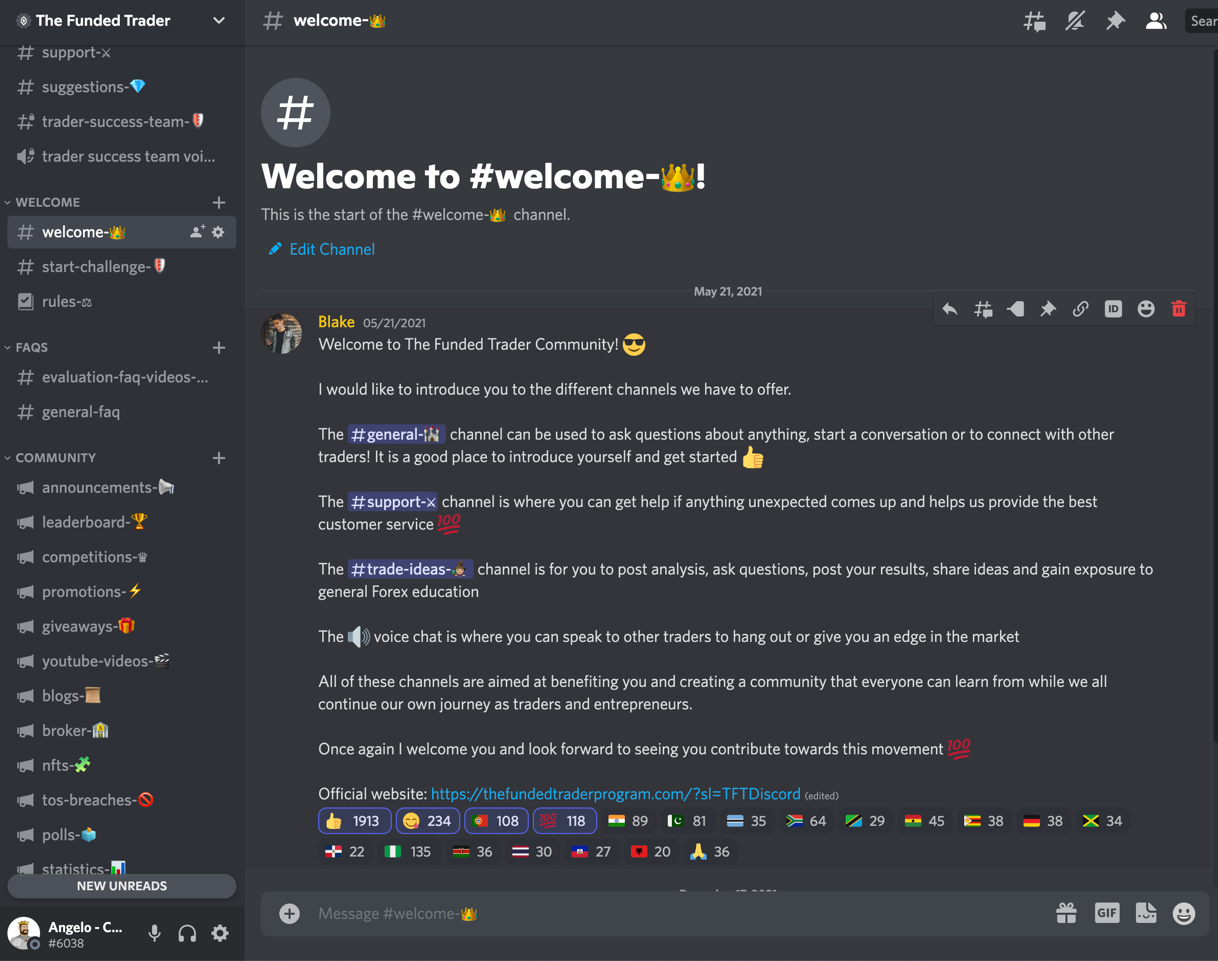 The Funded Trader
support-⚔
suggestions-💎
trader-success-team-
trader success team voi...
WELCOME
welcome-👑
start-challenge-
rules-⚖
FAQS
evaluation-faq-videos-...
general-faq
COMMUNITY
announcements-
leaderboard-🏆
competitions-♛
promotions-⚡
giveaways-🎁
youtube-videos-🎬
blogs-📜
broker-🏦
nfts-🧩
tos-breaches-🚫
polls-🗳
statistics-📊
NEW UNREADS
Angelo - C...
#6038
# welcome-👑
Sear
Welcome to #welcome-👑!
This is the start of the #welcome-👑 channel.
Edit Channel
May 21, 2021
ID
Blake 05/21/2021
Welcome to The Funded Trader Community! 😎
I would like to introduce you to the different channels we have to offer.
The #general-🏰 channel can be used to ask questions about anything, start a conversation or to connect with other
traders! It is a good place to introduce yourself and get started 👍
The #support-⚔ channel is where you can get help if anything unexpected comes up and helps us provide the best
customer service 💯
The #trade-ideas- channel is for you to post analysis, ask questions, post your results, share ideas and gain exposure to
general Forex education
The 🔊 voice chat is where you can speak to other traders to hang out or give you an edge in the market
All of these channels are aimed at benefiting you and creating a community that everyone can learn from while we all
continue our own journey as traders and entrepreneurs.
Once again I welcome you and look forward to seeing you contribute towards this movement 💯
Official website: https://thefundedtraderprogram.com/?sl=TFTDiscord (edited)
👍 1913 😋 234 🇵🇹 108 💯 118 🇮🇳 89 🇵🇰 81 🇧🇼 35 🇿🇦 64 🇹🇿 29 🇬🇭 45 🇿🇼 38 🇩🇪 38 🇯🇲 34
🇩🇴 22 🇳🇬 135 🇰🇪 36 🇹🇭 30 🇭🇹 27 🇦🇱 20 🙏 36
Message #welcome-👑
GIF